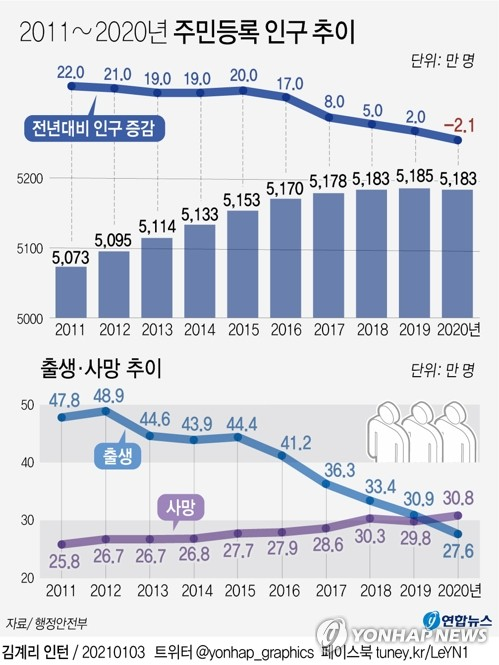 2011～2020년 주민등록 인구 추이
단위: 만 명
22.0 21.0 19.0 19.0 20.0 17.0 8.0 5.0 2.0 -2.1
전년대비 인구 증감
5200
5100
5000
5,073 5,095 5,114 5,133 5,153 5,170 5,178 5,183 5,185 5,183
2011 2012 2013 2014 2015 2016 2017 2018 2019 2020년
출생·사망 추이
단위: 만 명
50
40
30
20
47.8 48.9 44.6 43.9 44.4 41.2 36.3 33.4 30.9 27.6
출생
사망
25.8 26.7 26.7 26.8 27.7 27.9 28.6 30.3 29.8 30.8
2011 2012 2013 2014 2015 2016 2017 2018 2019 2020년
자료/ 행정안전부
연합뉴스
YONHAP NEWS
김계리 인턴 / 20210103 트위터 @yonhap_graphics 페이스북 tuney.kr/LeYN1